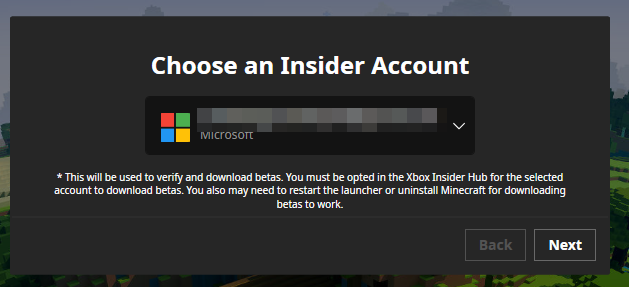 Choose an Insider Account
Microsoft
* This will be used to verify and download betas. You must be opted in the Xbox Insider Hub for the selected
account to download betas. You also may need to restart the launcher or uninstall Minecraft for downloading
betas to work.
Back
Next